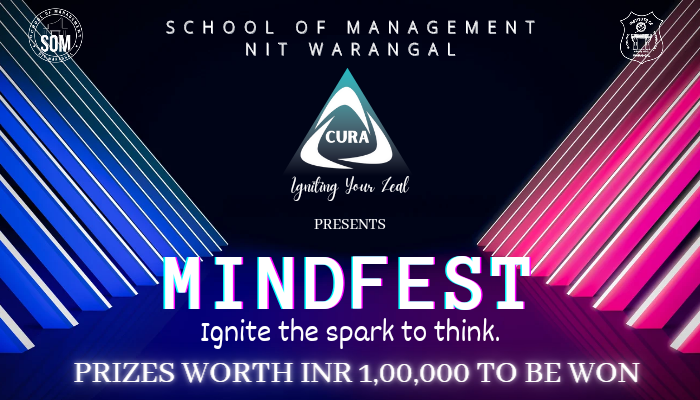 SCHOOL OF MANAGEMENT
NIT WARANGAL
SOM
CURA
Igniting Your Zeal
PRESENTS
MINDFEST
Ignite the spark to think.
PRIZES WORTH INR 1,00,000 TO BE WON